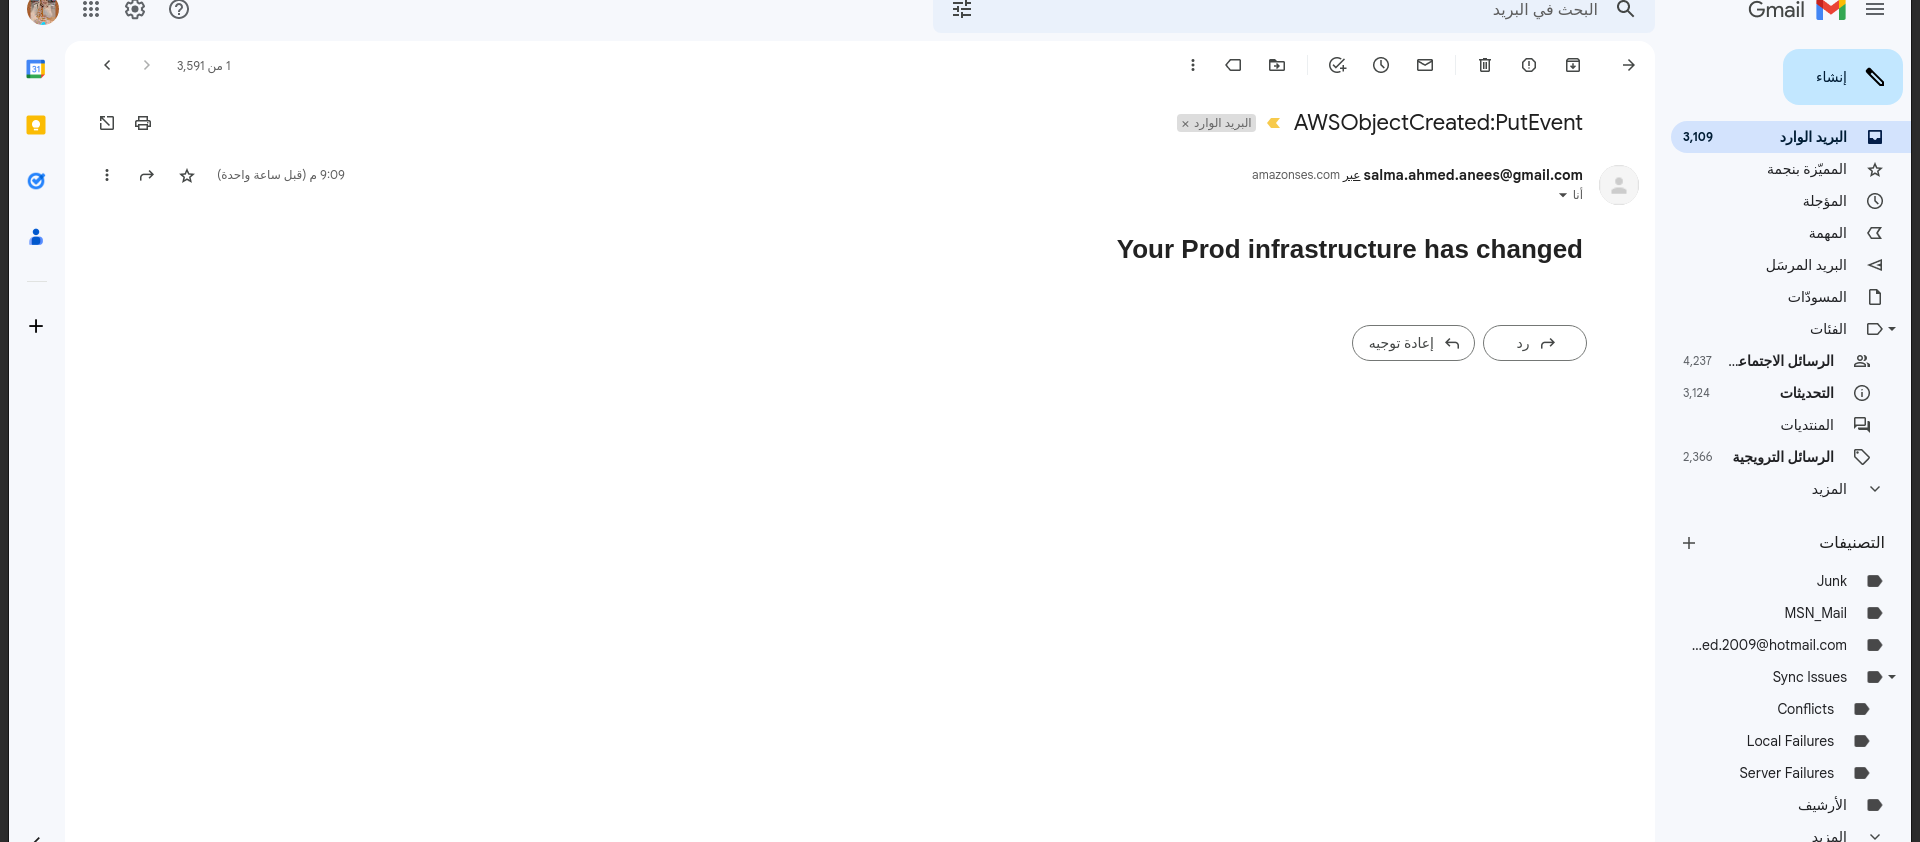 Gmail
البحث في البريد
إنشاء
البريد الوارد 3,109
المميّزة بنجمة
المؤجلة
المهمة
البريد المرسَل
المسودّات
الفئات
الرسائل الاجتماعـ... 4,237
التحديثات 3,124
المنتديات
الرسائل الترويجية 2,366
المزيد
التصنيفات
Junk
MSN_Mail
...ed.2009@hotmail.com
Sync Issues
Conflicts
Local Failures
Server Failures
الأرشيف
المزيد
1 من 3,591
AWSObjectCreated:PutEvent
البريد الوارد ×
salma.ahmed.anees@gmail.com عبر amazonses.com
9:09 م (قبل ساعة واحدة)
أنا
Your Prod infrastructure has changed
رد
إعادة توجيه
31